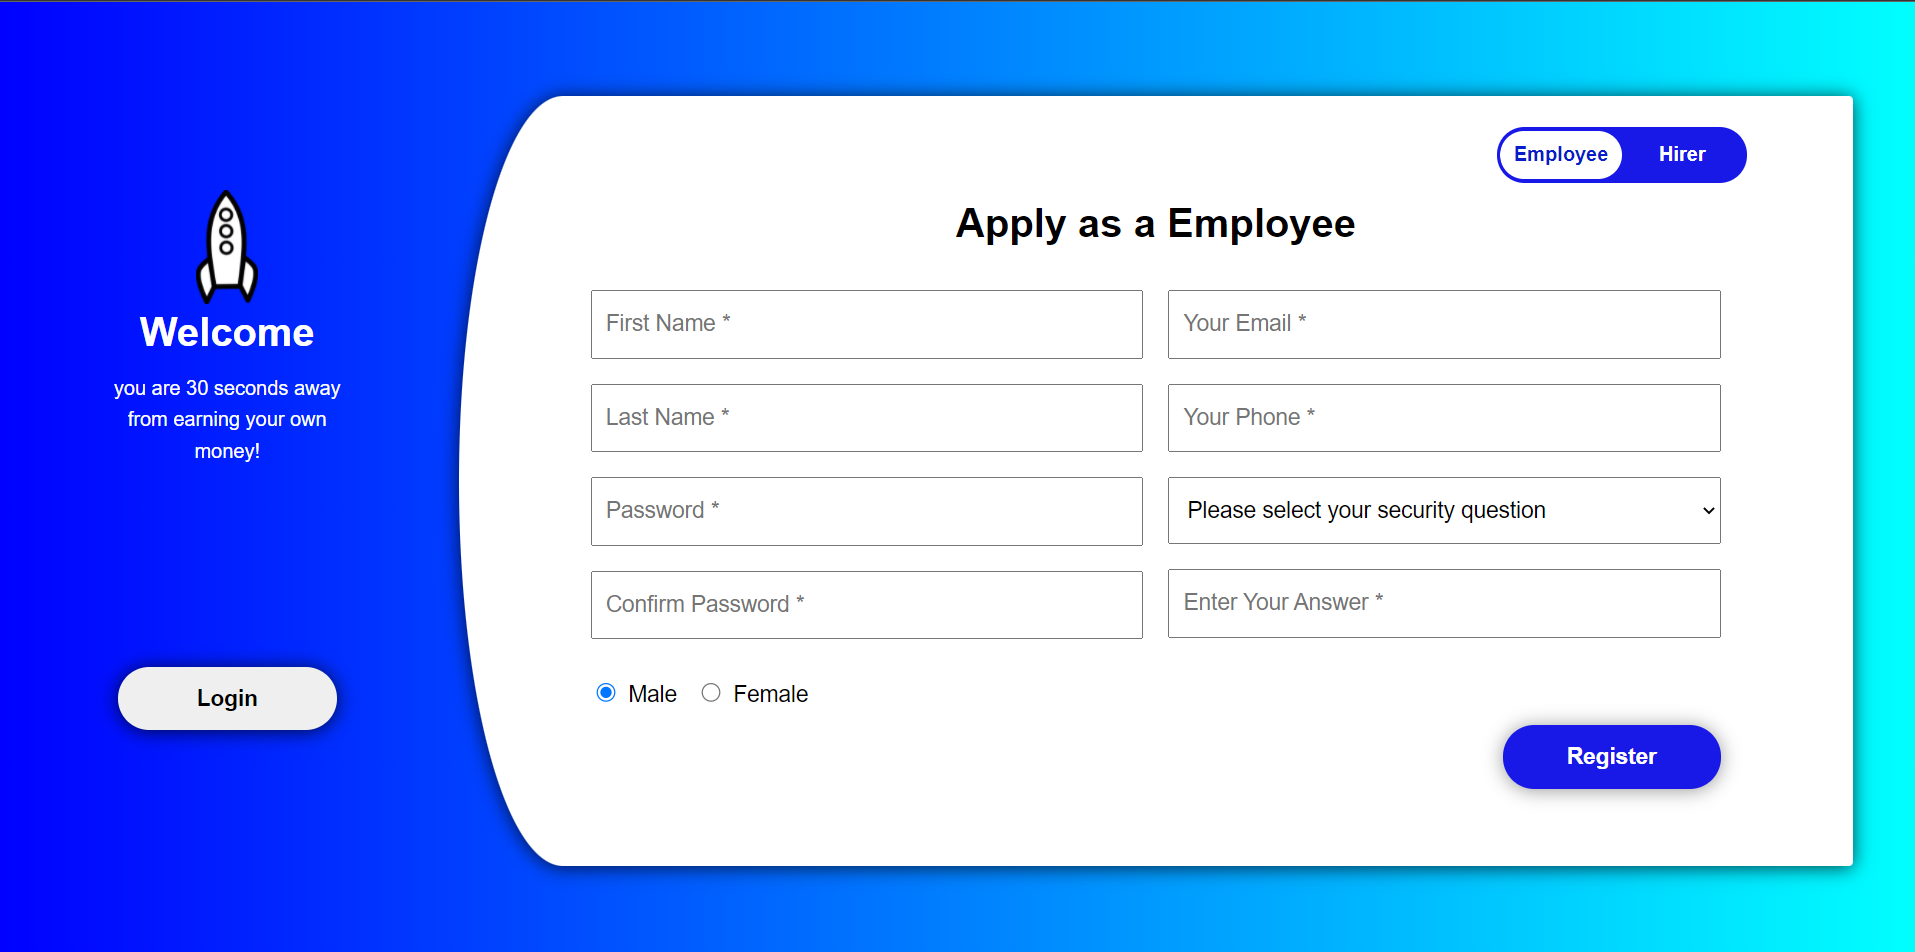 Welcome
you are 30 seconds away
from earning your own
money!
Login
Employee
Hirer
Apply as a Employee
First Name *
Your Email *
Last Name *
Your Phone *
Password *
Please select your security question
Confirm Password *
Enter Your Answer *
Male
Female
Register